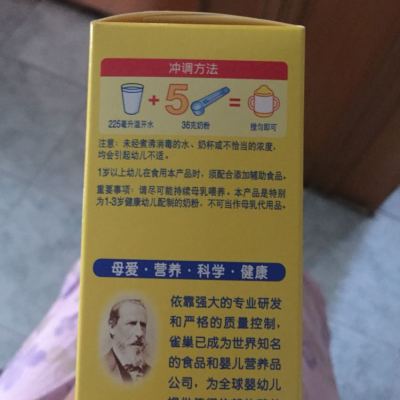 冲调方法
+ 5 =
225毫升温开水 36克奶粉 搅匀即可
注意：未经煮沸消毒的水、奶杯或不恰当的浓度，
均会引起幼儿不适。
1岁以上幼儿在食用本产品时，须配合添加辅助食品。
重要事项：请尽可能持续母乳喂养。本产品是特别
为1-3岁健康幼儿配制的奶粉，不可当作母乳代用品。
母爱·营养·科学·健康
依靠强大的专业研发
和严格的质量控制，
雀巢已成为世界知名
的食品和婴儿营养品
公司，为全球婴幼儿